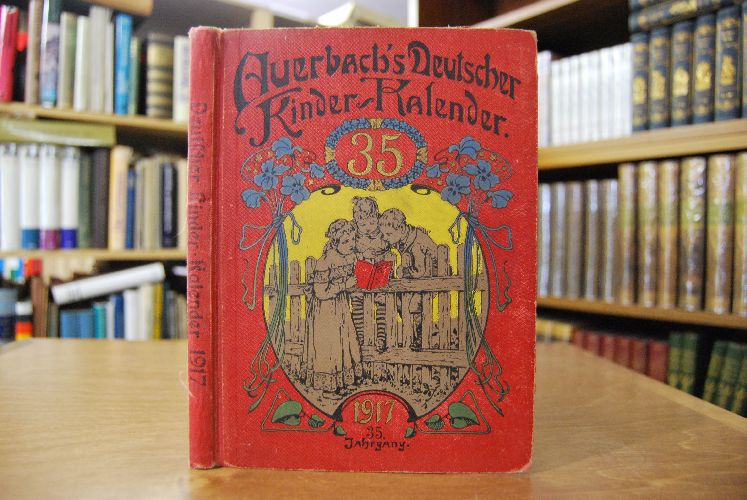 Auerbach's Deutscher
Kinder-Kalender.
35
1917
35.
Jahrgang.
Deutscher Kinder-Kalender 1917